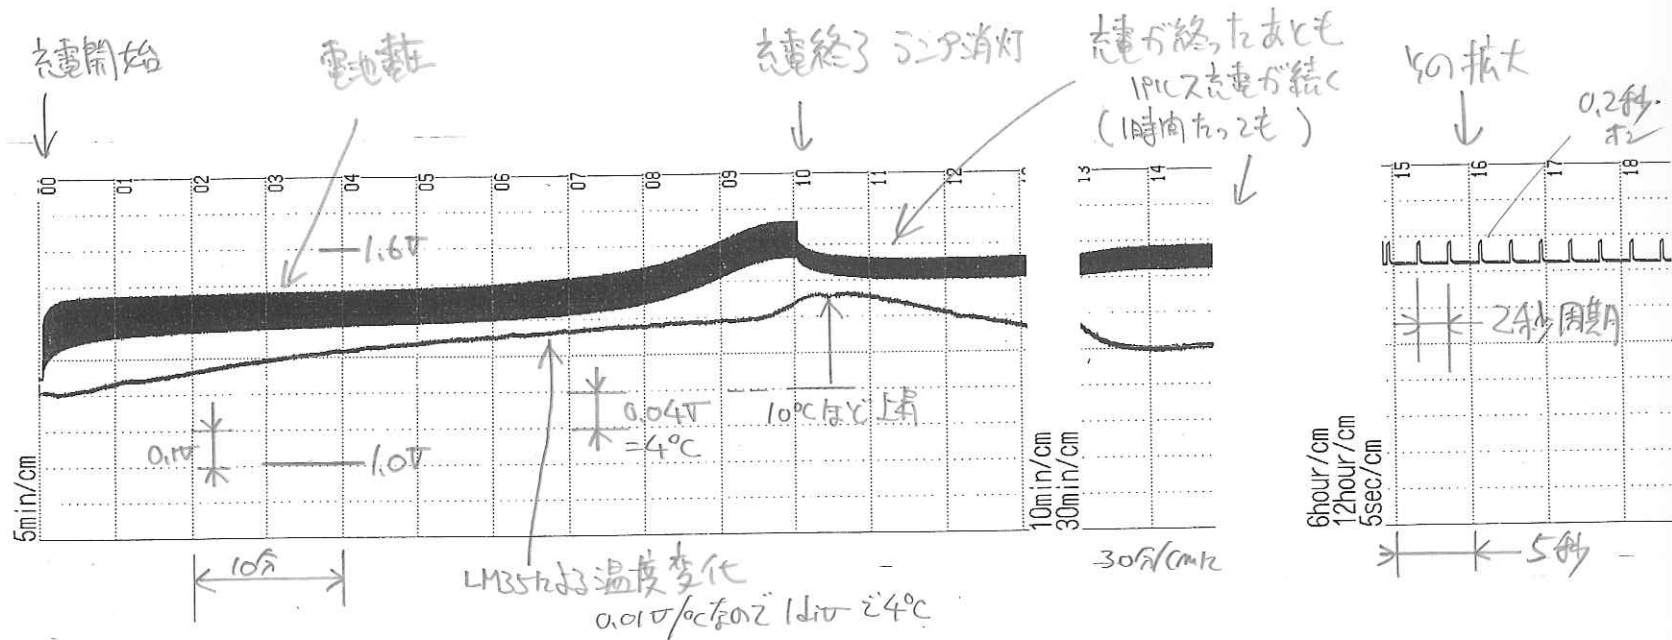 充電開始
電池電圧
充電終了 ランプ消灯
充電が終ったあとも
パルス充電が続く
(1時間たっても)
その拡大
0.2秒
オン
00 01 02 03 04 05 06 07 08 09 10 11 12
13 14
15 16 17 18
1.6V
0.1V
1.0V
0.04V
=4℃
10℃ほど上昇
2秒周期
5min/cm
10min/cm
30min/cm
6hour/cm
12hour/cm
5sec/cm
10分
LM35による温度変化
0.01V/℃なので 1divで4℃
30分/cmに
5秒